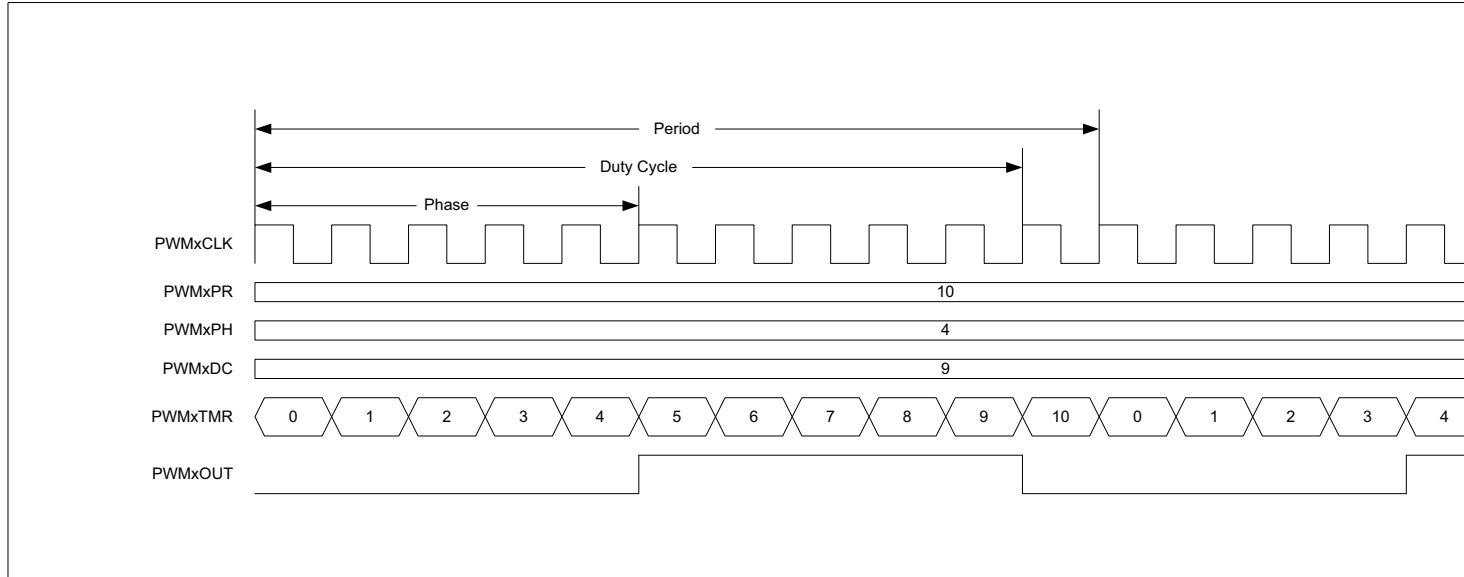 Period
Duty Cycle
Phase
PWMxCLK
PWMxPR 10
PWMxPH 4
PWMxDC 9
PWMxTMR 0 1 2 3 4 5 6 7 8 9 10 0 1 2 3 4
PWMxOUT